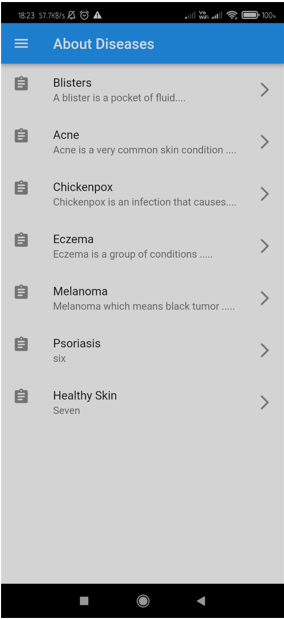 18:23 57.7KB/s Vo WiFi 100%
About Diseases
Blisters
A blister is a pocket of fluid....
Acne
Acne is a very common skin condition ....
Chickenpox
Chickenpox is an infection that causes....
Eczema
Eczema is a group of conditions .....
Melanoma
Melanoma which means black tumor .....
Psoriasis
six
Healthy Skin
Seven